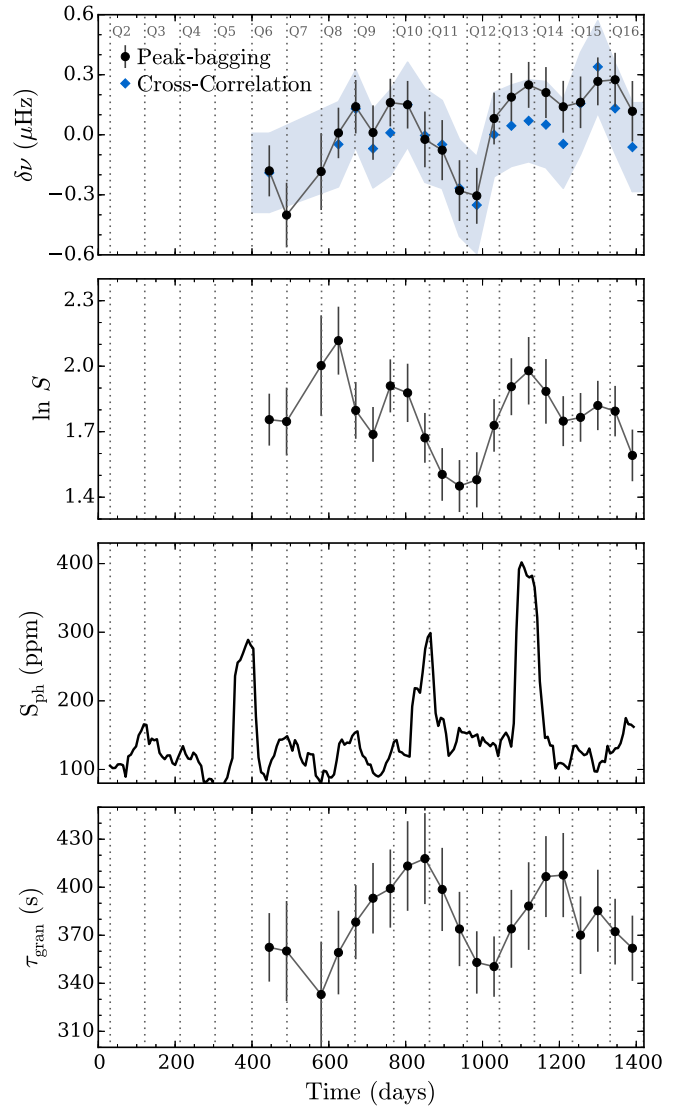 Q2 Q3 Q4 Q5 Q6 Q7 Q8 Q9 Q10 Q11 Q12 Q13 Q14 Q15 Q16
Peak-bagging
Cross-Correlation
0.6
0.3
0.0
−0.3
−0.6
δν (μHz)
2.3
2.0
1.7
1.4
ln S
400
300
200
100
S_ph (ppm)
430
400
370
340
310
τ_gran (s)
0 200 400 600 800 1000 1200 1400
Time (days)